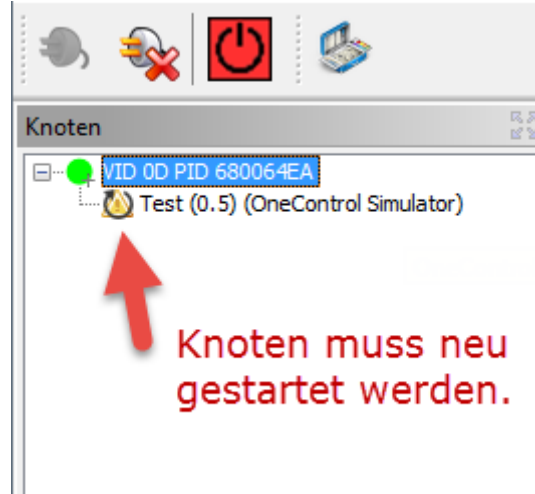 Knoten
VID 0D PID 680064EA
Test (0.5) (OneControl Simulator)
Knoten muss neu
gestartet werden.